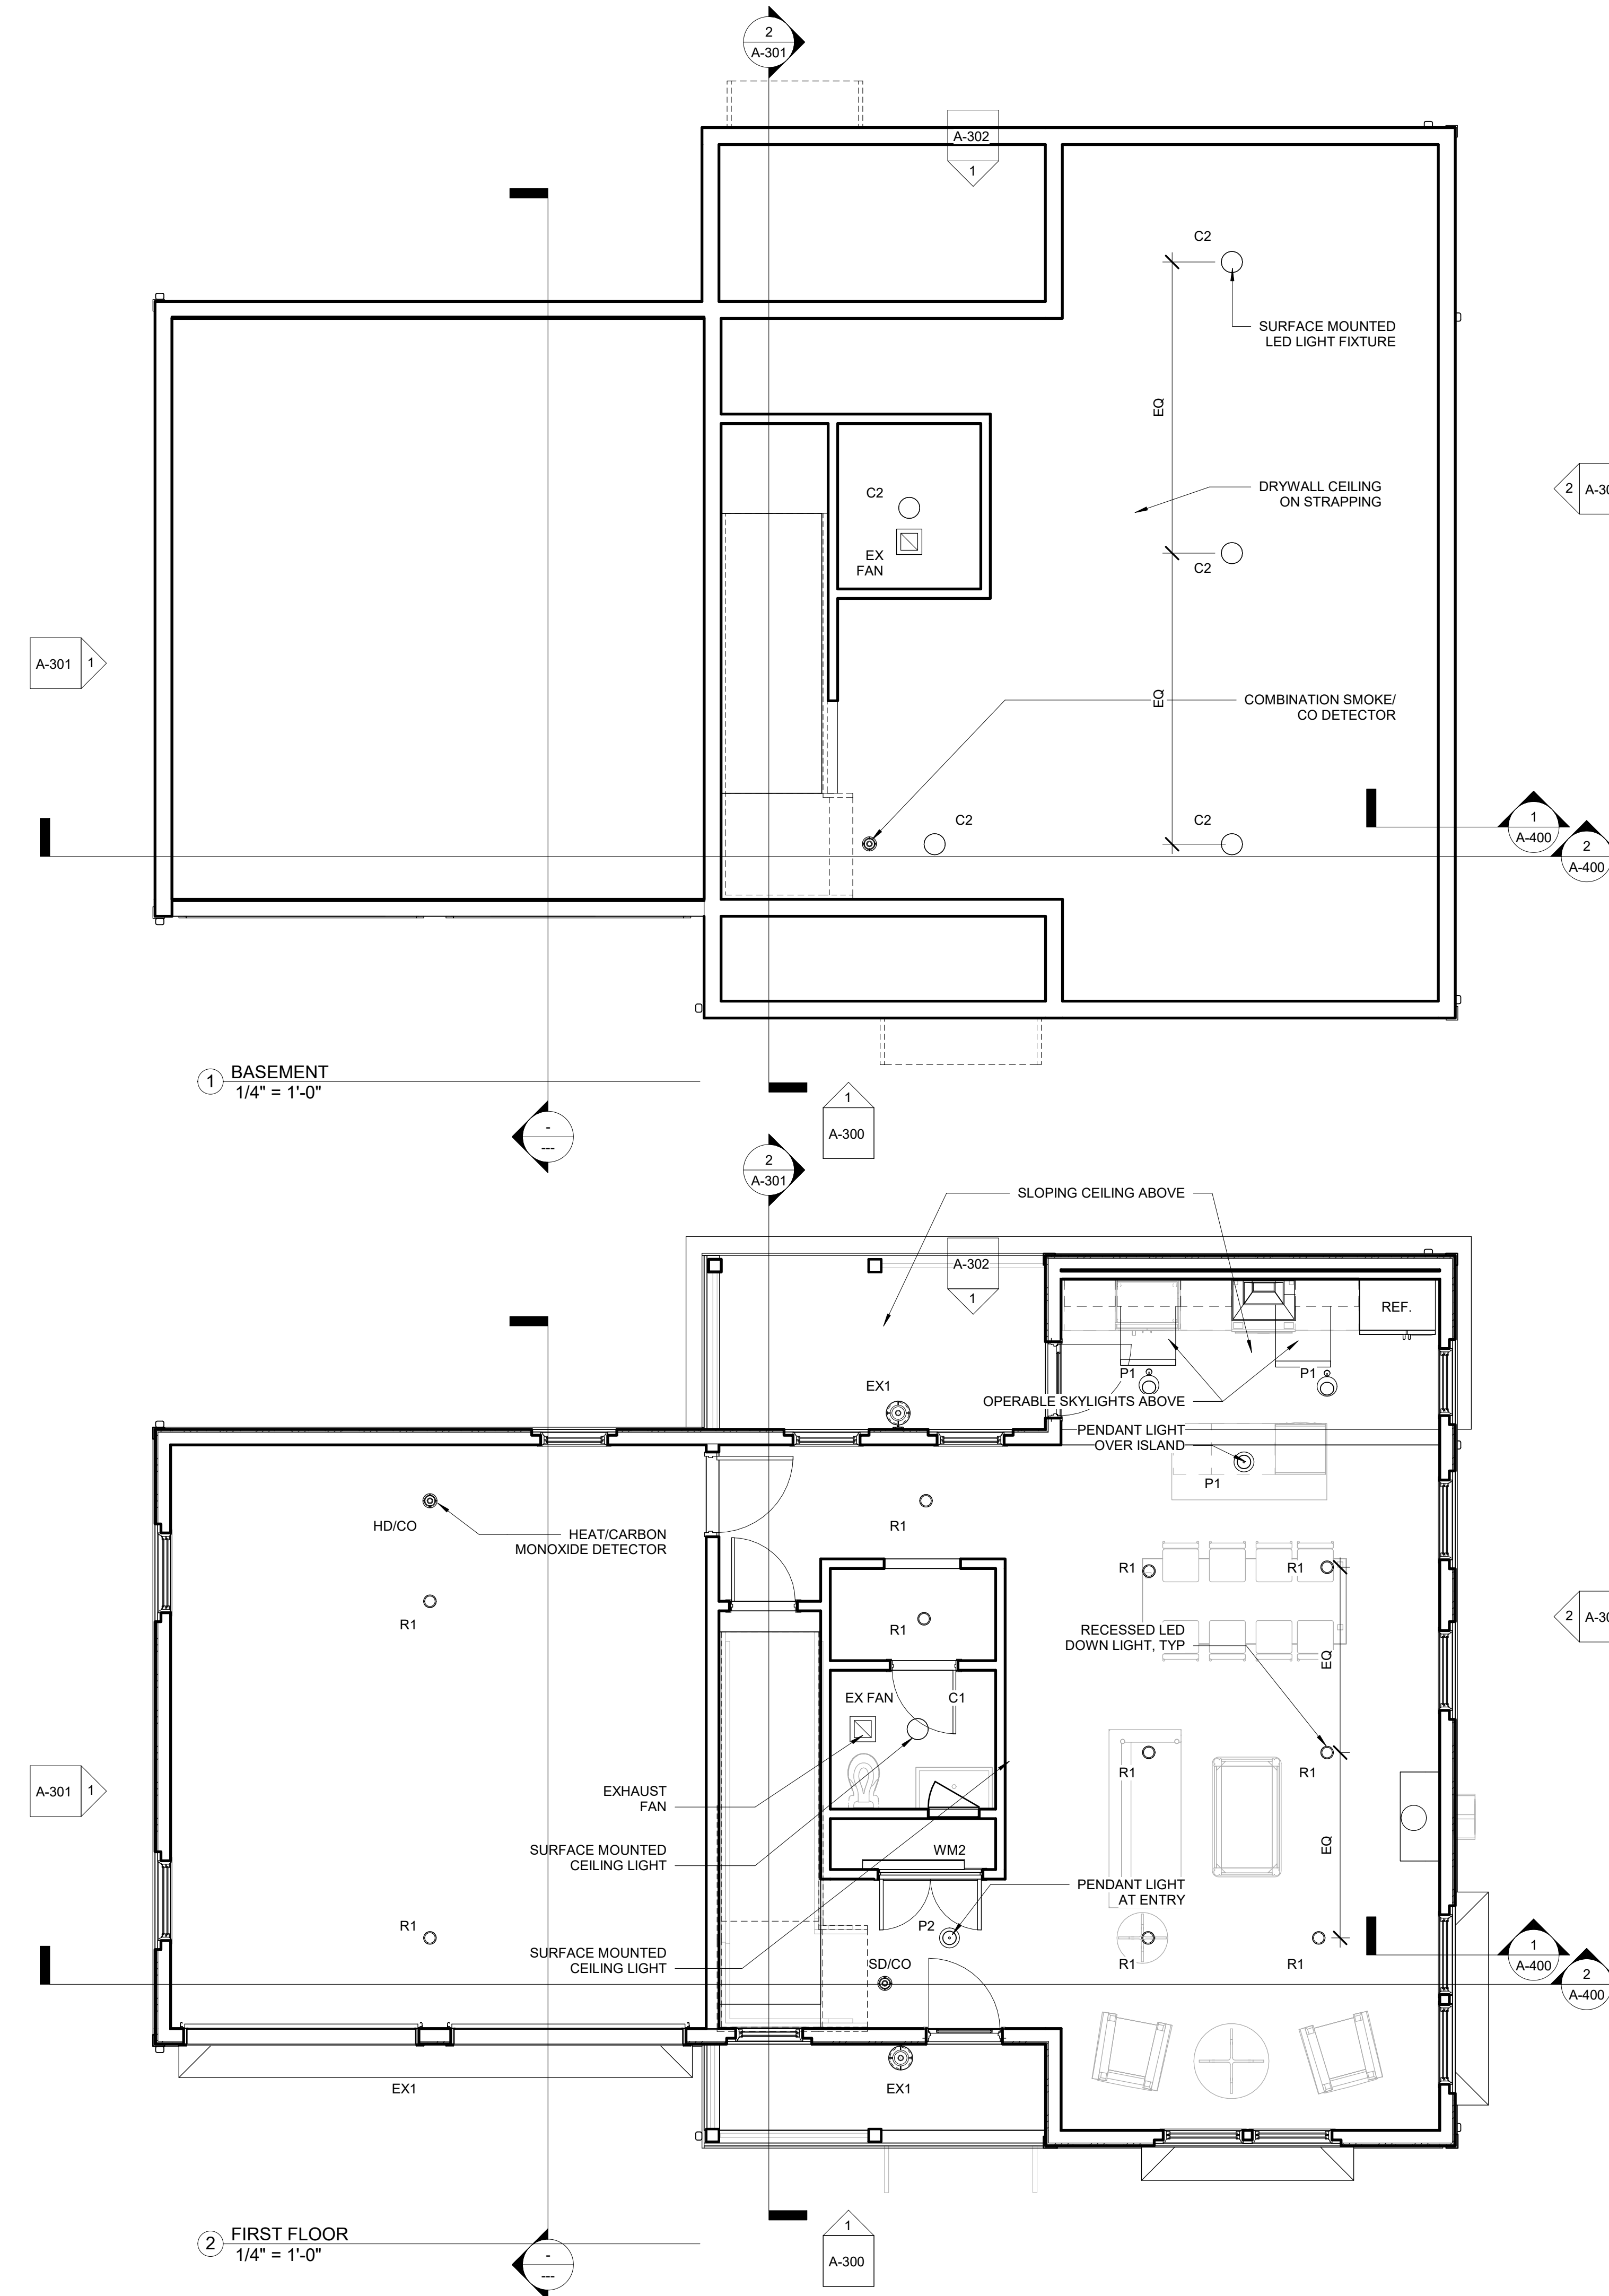 2
A-301
A-302
1
C2
SURFACE MOUNTED
LED LIGHT FIXTURE
EQ
DRYWALL CEILING
ON STRAPPING
2
C2
EX
FAN
C2
A-301
1
EQ
COMBINATION SMOKE/
CO DETECTOR
C2
C2
1
A-400
2
A-400
1
BASEMENT
1/4" = 1'-0"
-
---
1
A-300
2
A-301
SLOPING CEILING ABOVE
A-302
1
REF.
P1
P1
EX1
OPERABLE SKYLIGHTS ABOVE
PENDANT LIGHT
OVER ISLAND
P1
HD/CO
HEAT/CARBON
MONOXIDE DETECTOR
R1
R1
R1
R1
R1
RECESSED LED
DOWN LIGHT, TYP
EQ
2
EX FAN
C1
R1
R1
A-301
1
EXHAUST
FAN
SURFACE MOUNTED
CEILING LIGHT
WM2
EQ
PENDANT LIGHT
AT ENTRY
R1
P2
SURFACE MOUNTED
CEILING LIGHT
SD/CO
R1
R1
1
A-400
2
A-400
EX1
EX1
2
FIRST FLOOR
1/4" = 1'-0"
-
---
1
A-300